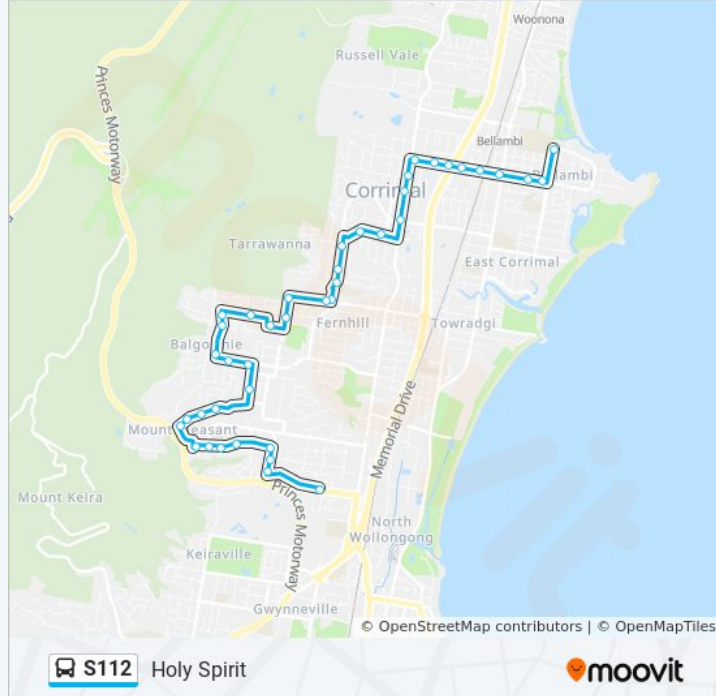 Woonona
Russell Vale
Princes Motorway
Bellambi
Bellambi
Corrimal
Tarrawanna
East Corrimal
Fernhill
Towradgi
Balgownie
Memorial Drive
Mount Pleasant
Mount Keira
Princes Motorway
North
Wollongong
Keiraville
Gwynneville
© OpenStreetMap contributors | © OpenMapTiles
S112 Holy Spirit
moovit